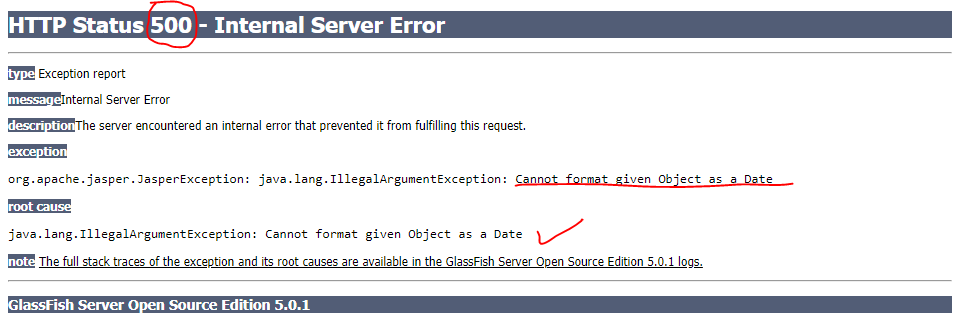 HTTP Status 500 - Internal Server Error
type Exception report
messageInternal Server Error
descriptionThe server encountered an internal error that prevented it from fulfilling this request.
exception
org.apache.jasper.JasperException: java.lang.IllegalArgumentException: Cannot format given Object as a Date
root cause
java.lang.IllegalArgumentException: Cannot format given Object as a Date
note The full stack traces of the exception and its root causes are available in the GlassFish Server Open Source Edition 5.0.1 logs.
GlassFish Server Open Source Edition 5.0.1